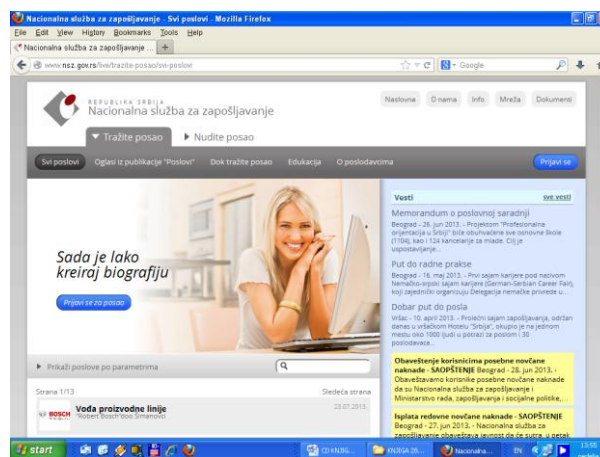 Nacionalna služba za zapošljavanje - Svi poslovi - Mozilla Firefox
File Edit View History Bookmarks Tools Help
Nacionalna služba za zapošljavanje ...
www.nsz.gov.rs/live/trazite-posao/svi-poslovi
Google
REPUBLIKA SRBIJA
Nacionalna služba za zapošljavanje
Naslovna O nama Info Mreža Dokumenti
Tražite posao Nudite posao
Svi poslovi Oglasi iz publikacije "Poslovi" Dok tražite posao Edukacija O poslodavcima Prijavi se
Sada je lako
kreiraj biografiju
Prijavi se za posao
Prikaži poslove po parametrima
Strana 1/13 Sledeća strana
BOSCH
Vođa proizvodne linije
"Robert Bosch"doo Simanovci
23.07.2013.
Vesti sve vesti
Memorandum o poslovnoj saradnji
Beograd - 26. jun 2013. - Projektom "Profesionalna
orijentacija u Srbiji" biće obuhvaćene sve osnovne škole
(1104), kao i 124 kancelarije za mlade. Cilj je
uspostavljanje..
Put do radne prakse
Beograd - 16. maj 2013. - Prvi sajam karijere pod nazivom
Nemačko-srpski sajam karijere (German-Serbian Career Fair),
koji zajednički organizuju Delegacija nemačke privrede u...
Dobar put do posla
Vršac - 10. april 2013. - Prolećni sajam zapošljavanja, održan
danas u vršačkom Hotelu "Srbija", okupio je na jednom
mestu oko 1000 ljudi u potrazi za poslom i 30
poslodavaca...
Obaveštenje korisnicima posebne novčane
naknade - SAOPŠTENJE Beograd - 28. jun 2013. -
Obaveštavamo korisnike posebne novčane naknade
da su Nacionalna služba za zapošljavanje i
Ministarstvo rada, zapošljavanja i socijalne politike,...
Isplata redovne novčane naknade - SAOPŠTENJE
Beograd - 27. jun 2013. - Nacionalna služba za
zapošljavanje obaveštava javnost da će sutra, u petak
start
CD KNJIG... KNJIGA 20... Nacionalna... EN 13:55
nedelja